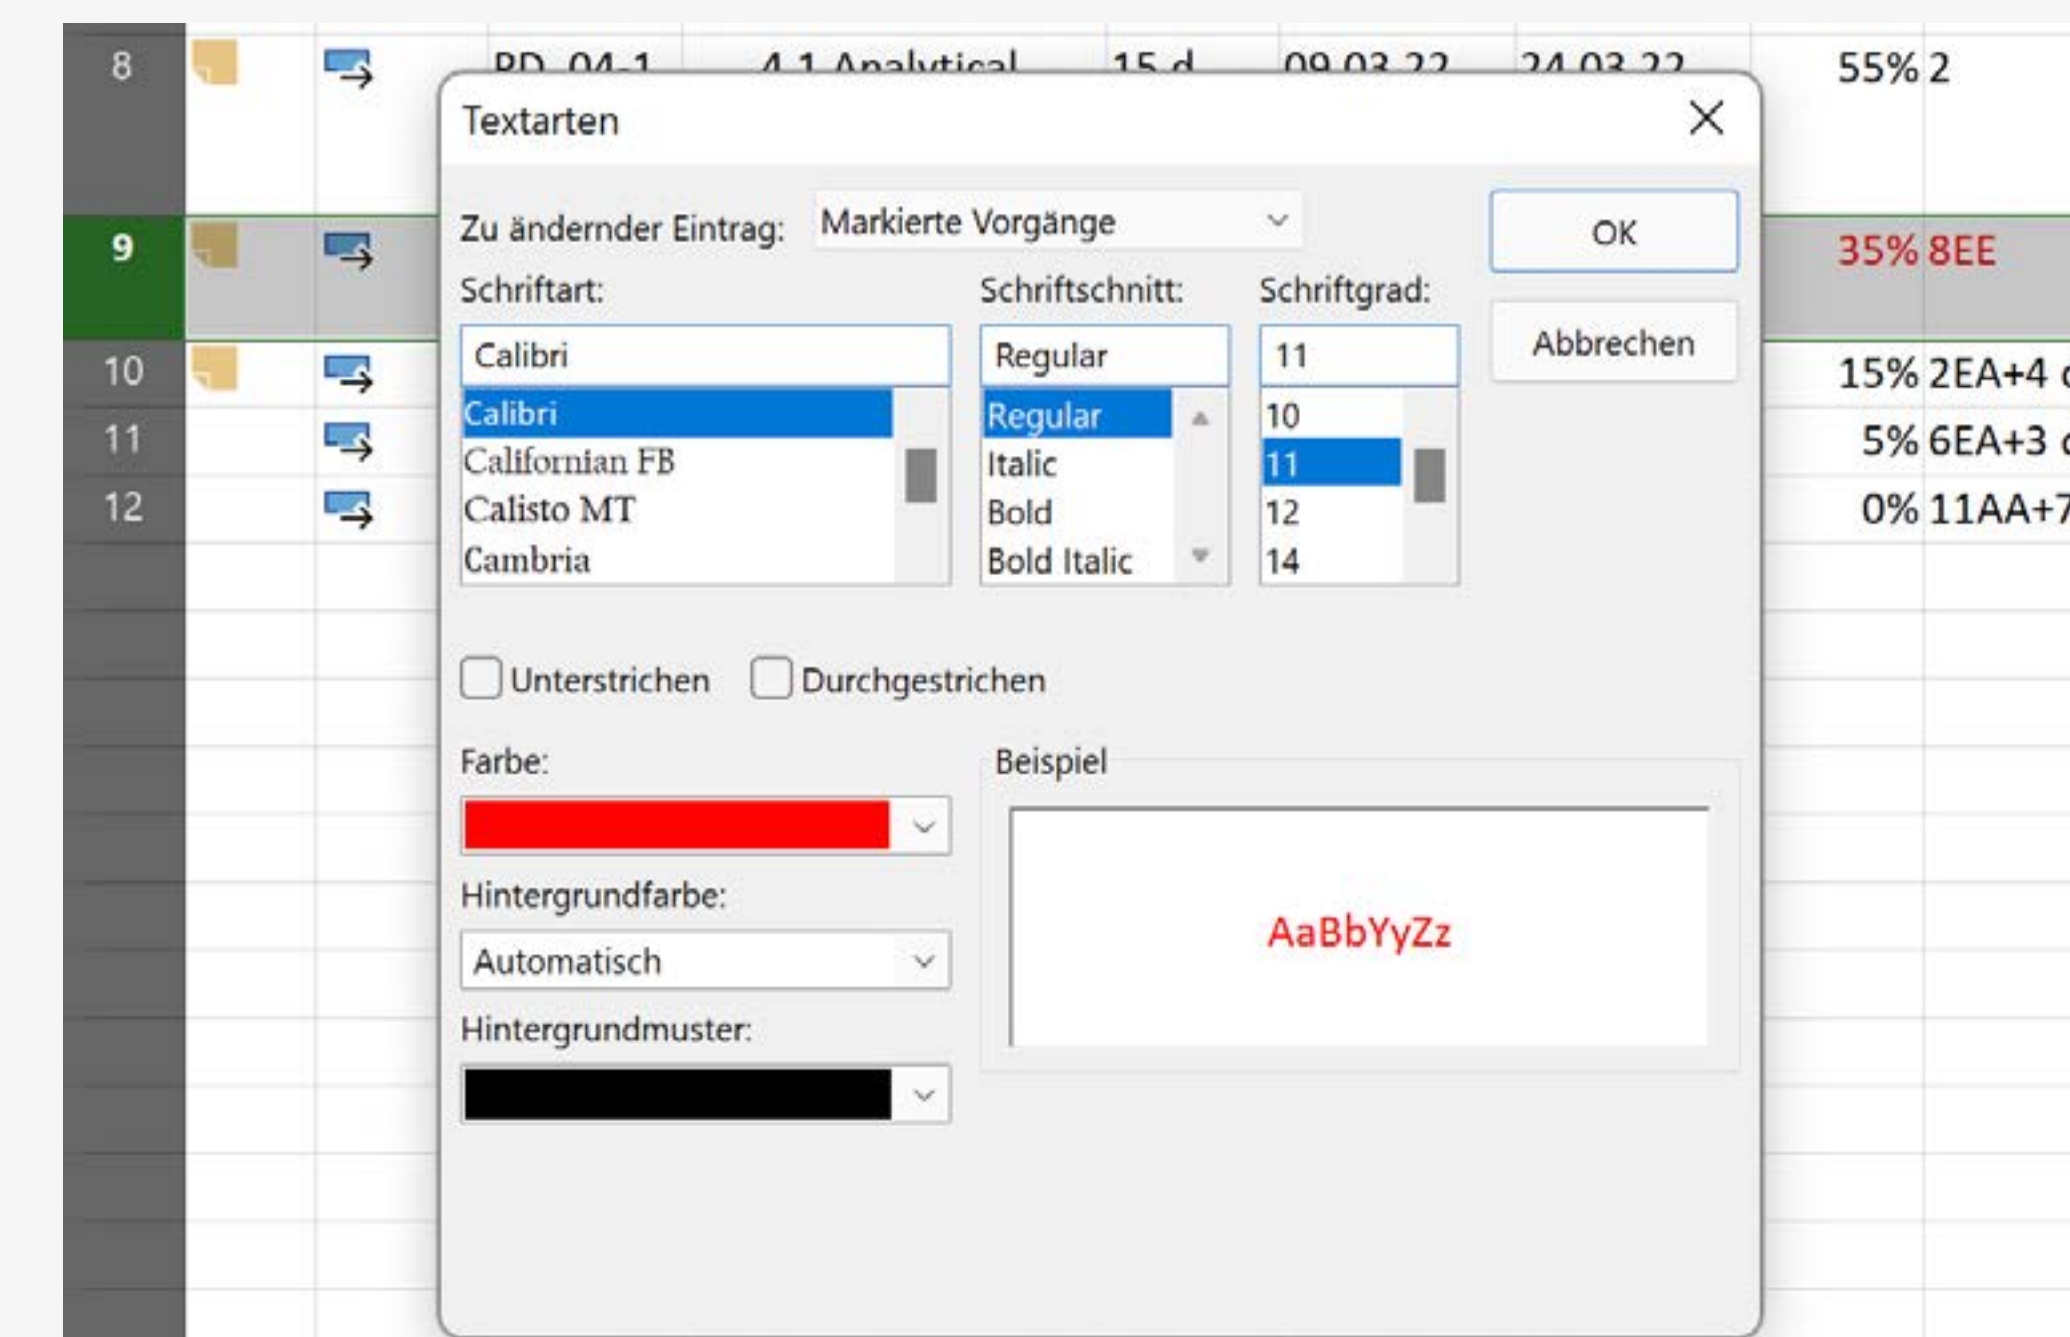 8 RD_04-1 4.1 Analytical 15 d 09.03.22 24.03.22 55% 2
Textarten
Zu ändernder Eintrag: Markierte Vorgänge OK
9 35% 8EE
Schriftart: Schriftschnitt: Schriftgrad:
Abbrechen
Calibri Regular 11
10 15% 2EA+4 d
Calibri Regular 10
11 5% 6EA+3 d
Californian FB Italic 11
12 0% 11AA+7
Calisto MT Bold 12
Cambria Bold Italic 14
Unterstrichen Durchgestrichen
Farbe: Beispiel
Hintergrundfarbe:
AaBbYyZz
Automatisch
Hintergrundmuster: